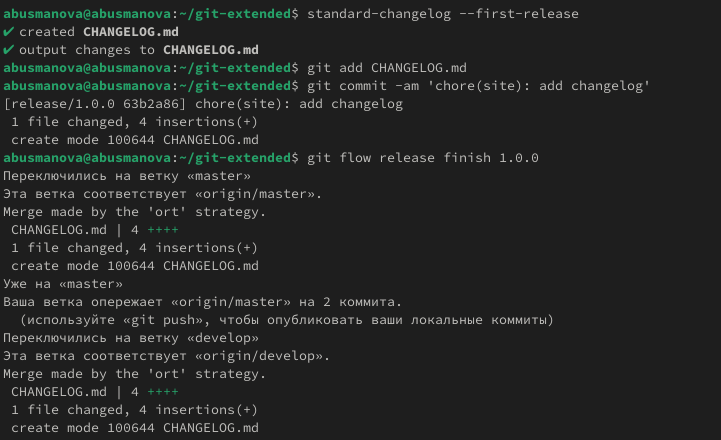 abusmanova@abusmanova:~/git-extended$ standard-changelog --first-release
✔ created CHANGELOG.md
✔ output changes to CHANGELOG.md
abusmanova@abusmanova:~/git-extended$ git add CHANGELOG.md
abusmanova@abusmanova:~/git-extended$ git commit -am 'chore(site): add changelog'
[release/1.0.0 63b2a86] chore(site): add changelog
 1 file changed, 4 insertions(+)
 create mode 100644 CHANGELOG.md
abusmanova@abusmanova:~/git-extended$ git flow release finish 1.0.0
Переключились на ветку «master»
Эта ветка соответствует «origin/master».
Merge made by the 'ort' strategy.
 CHANGELOG.md | 4 ++++
 1 file changed, 4 insertions(+)
 create mode 100644 CHANGELOG.md
Уже на «master»
Ваша ветка опережает «origin/master» на 2 коммита.
  (используйте «git push», чтобы опубликовать ваши локальные коммиты)
Переключились на ветку «develop»
Эта ветка соответствует «origin/develop».
Merge made by the 'ort' strategy.
 CHANGELOG.md | 4 ++++
 1 file changed, 4 insertions(+)
 create mode 100644 CHANGELOG.md